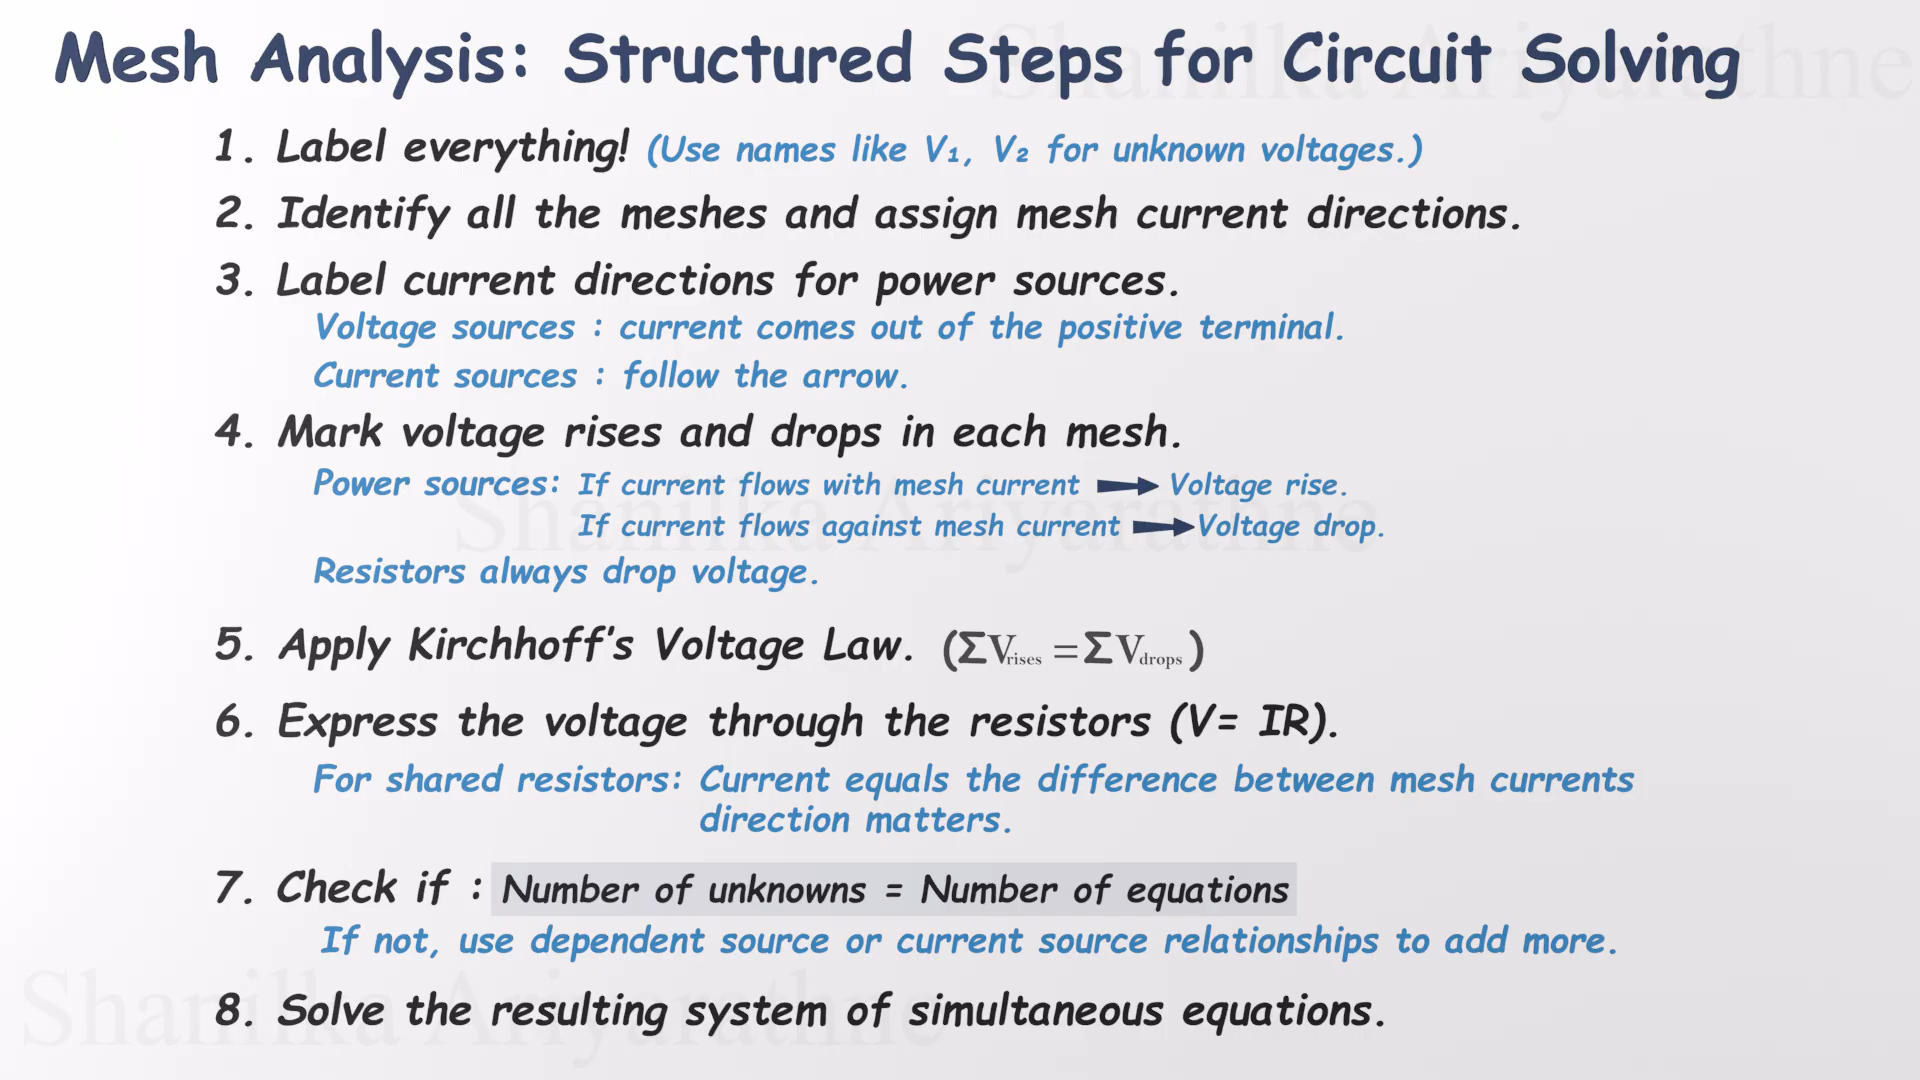 Mesh Analysis: Structured Steps for Circuit Solving
1. Label everything! (Use names like V₁, V₂ for unknown voltages.)
2. Identify all the meshes and assign mesh current directions.
3. Label current directions for power sources.
Voltage sources : current comes out of the positive terminal.
Current sources : follow the arrow.
4. Mark voltage rises and drops in each mesh.
Power sources: If current flows with mesh current → Voltage rise.
If current flows against mesh current → Voltage drop.
Resistors always drop voltage.
5. Apply Kirchhoff's Voltage Law. (ΣVrises = ΣVdrops)
6. Express the voltage through the resistors (V= IR).
For shared resistors: Current equals the difference between mesh currents
direction matters.
7. Check if : Number of unknowns = Number of equations
If not, use dependent source or current source relationships to add more.
8. Solve the resulting system of simultaneous equations.
Shanilka Ariyarathne
Shanilka Ariyarathne
Shanilka Ariyarathne